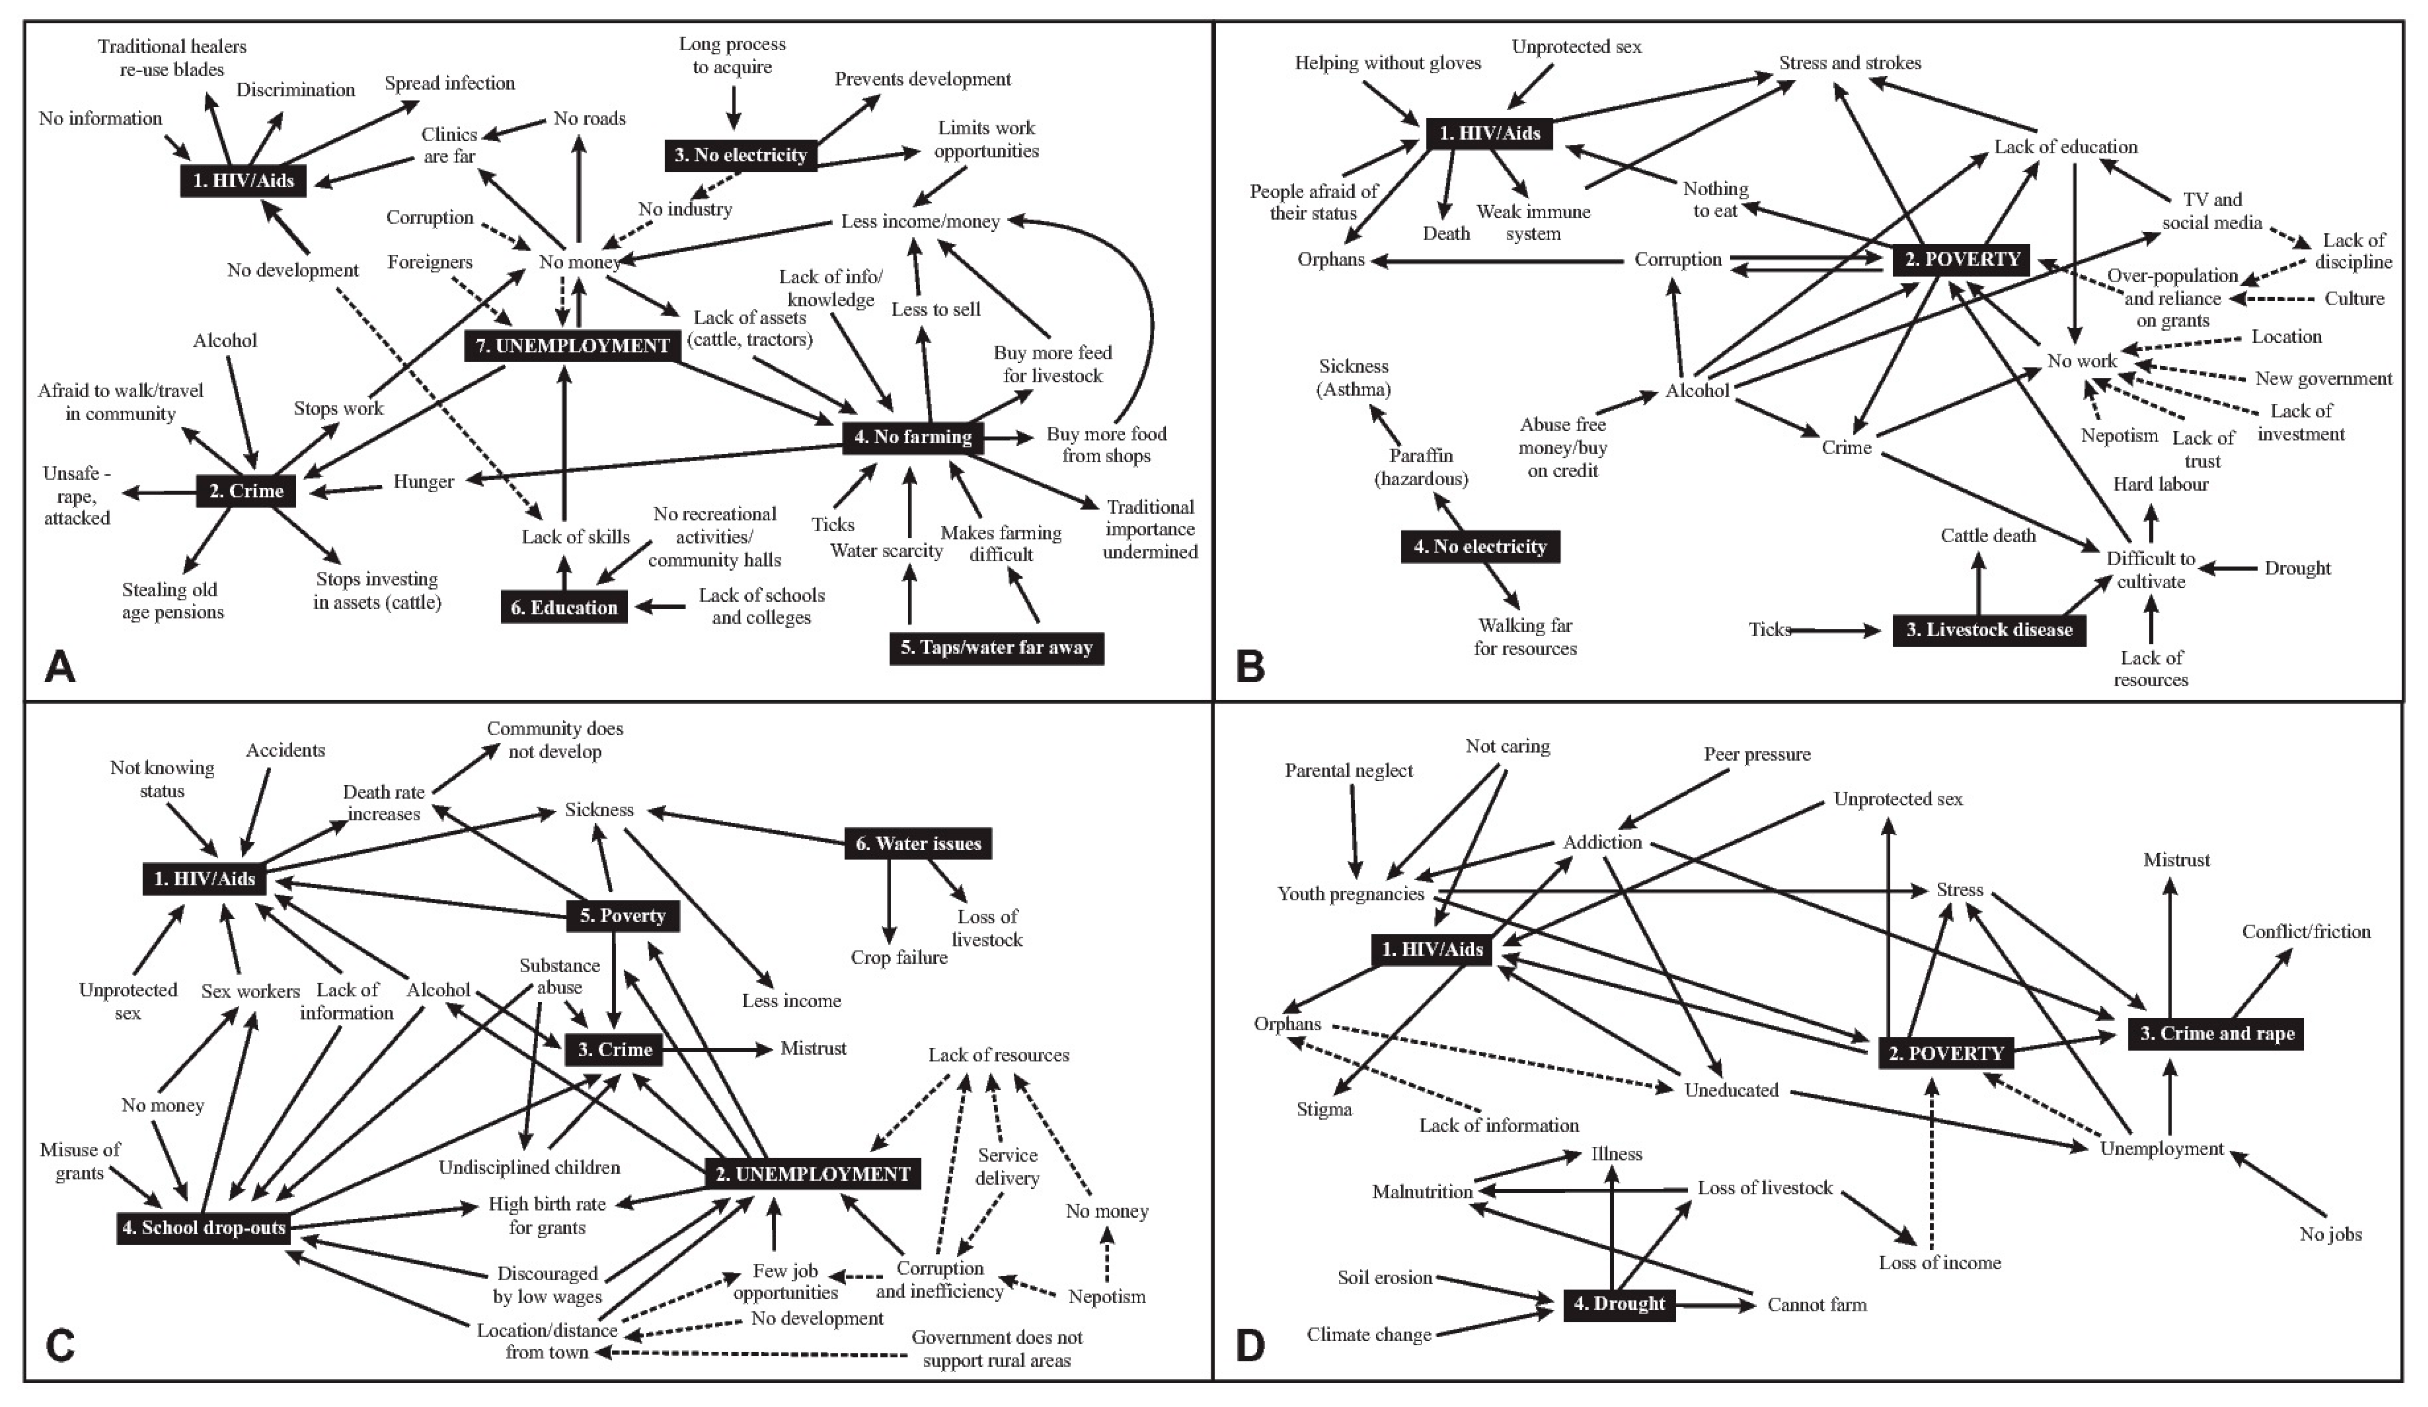 Traditional healers
re-use blades
Discrimination
Spread infection
No information
Clinics
are far
No roads
1. HIV/Aids
Long process
to acquire
Prevents development
3. No electricity
Limits work
opportunities
No industry
Corruption
Less income/money
Foreigners
No money
No development
Lack of info/
knowledge
Less to sell
Lack of assets
(cattle, tractors)
7. UNEMPLOYMENT
Alcohol
Buy more feed
for livestock
Afraid to walk/travel
in community
Stops work
4. No farming
Buy more food
from shops
Unsafe -
rape,
attacked
2. Crime
Hunger
Ticks
Water scarcity
Makes farming
difficult
Traditional
importance
undermined
Lack of skills
No recreational
activities/
community halls
Stealing old
age pensions
Stops investing
in assets (cattle)
6. Education
Lack of schools
and colleges
5. Taps/water far away
A
Helping without gloves
Unprotected sex
Stress and strokes
1. HIV/Aids
Lack of education
People afraid of
their status
Death
Weak immune
system
Nothing
to eat
TV and
social media
Lack of
discipline
Orphans
Corruption
2. POVERTY
Over-population
and reliance
on grants
Culture
Location
No work
New government
Sickness
(Asthma)
Alcohol
Abuse free
money/buy
on credit
Nepotism
Lack of
trust
Lack of
investment
Crime
Paraffin
(hazardous)
Hard labour
4. No electricity
Cattle death
Difficult to
cultivate
Drought
Walking far
for resources
Ticks
3. Livestock disease
Lack of
resources
B
Community does
not develop
Accidents
Not knowing
status
Death rate
increases
Sickness
6. Water issues
1. HIV/Aids
5. Poverty
Loss of
livestock
Crop failure
Unprotected
sex
Sex workers
Lack of
information
Alcohol
Substance
abuse
Less income
3. Crime
Mistrust
Lack of resources
No money
Misuse of
grants
Undisciplined children
2. UNEMPLOYMENT
Service
delivery
No money
4. School drop-outs
High birth rate
for grants
Discouraged
by low wages
Few job
opportunities
Corruption
and inefficiency
Nepotism
No development
Location/distance
from town
Government does not
support rural areas
C
Not caring
Parental neglect
Peer pressure
Unprotected sex
Addiction
Mistrust
Youth pregnancies
Stress
Conflict/friction
1. HIV/Aids
Orphans
3. Crime and rape
2. POVERTY
Uneducated
Stigma
Lack of information
Unemployment
Illness
Malnutrition
Loss of livestock
No jobs
Loss of income
Soil erosion
4. Drought
Cannot farm
Climate change
D